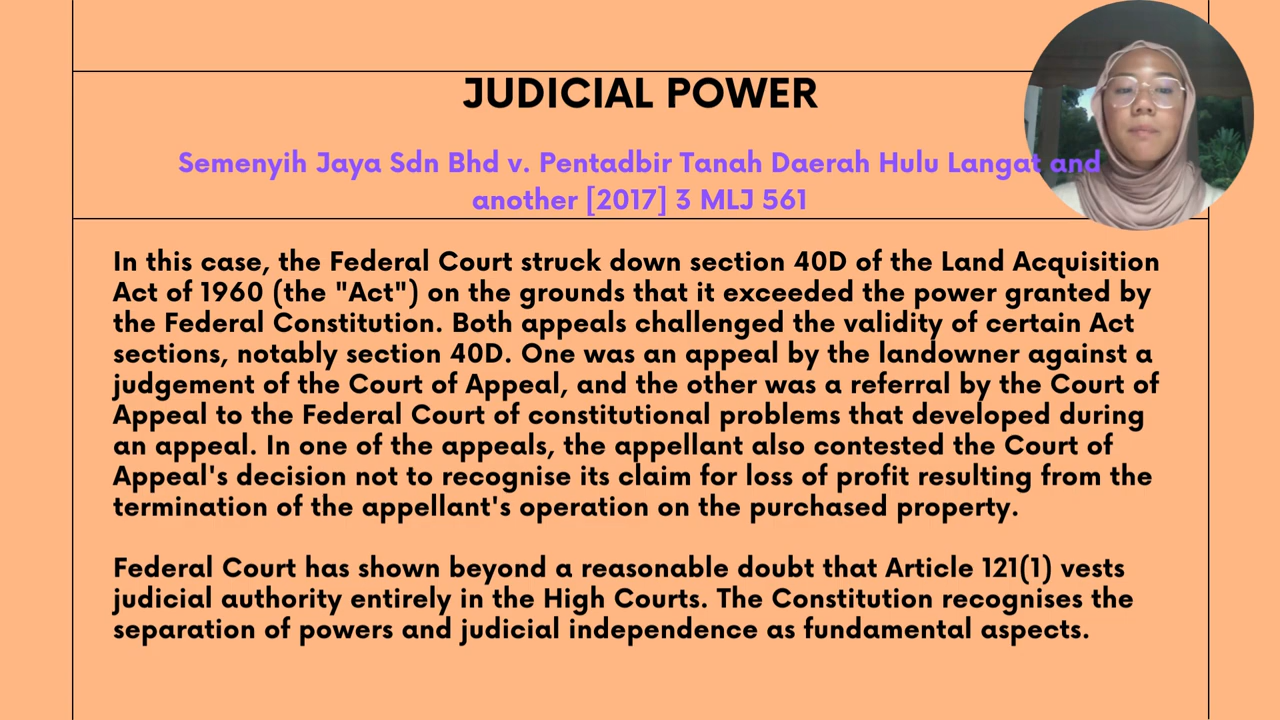 JUDICIAL POWER
Semenyih Jaya Sdn Bhd v. Pentadbir Tanah Daerah Hulu Langat and
another [2017] 3 MLJ 561
In this case, the Federal Court struck down section 40D of the Land Acquisition
Act of 1960 (the "Act") on the grounds that it exceeded the power granted by
the Federal Constitution. Both appeals challenged the validity of certain Act
sections, notably section 40D. One was an appeal by the landowner against a
judgement of the Court of Appeal, and the other was a referral by the Court of
Appeal to the Federal Court of constitutional problems that developed during
an appeal. In one of the appeals, the appellant also contested the Court of
Appeal's decision not to recognise its claim for loss of profit resulting from the
termination of the appellant's operation on the purchased property.
Federal Court has shown beyond a reasonable doubt that Article 121(1) vests
judicial authority entirely in the High Courts. The Constitution recognises the
separation of powers and judicial independence as fundamental aspects.